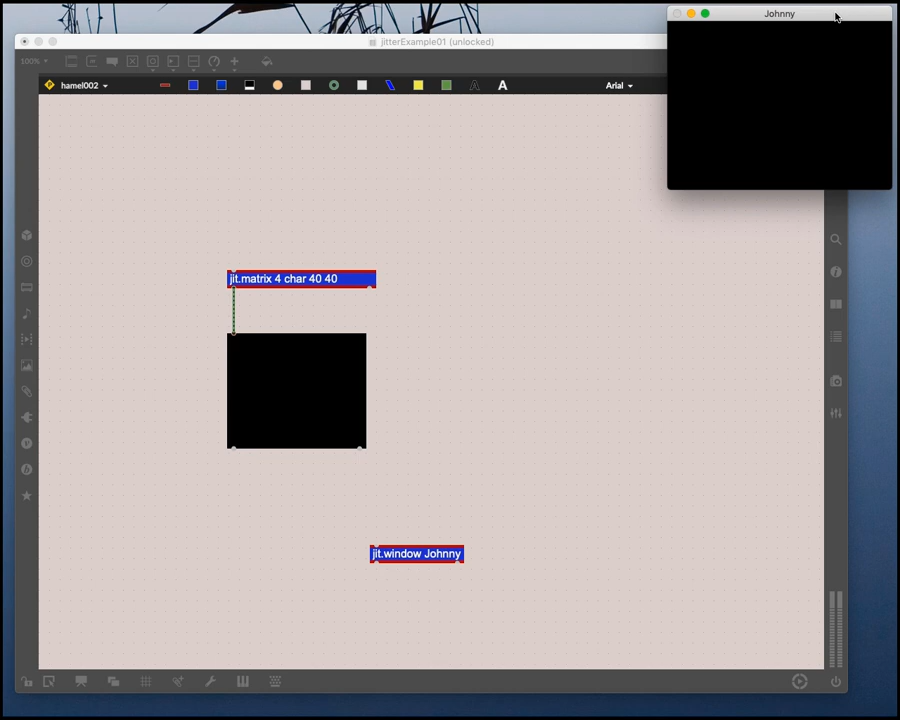 Johnny
jitterExample01 (unlocked)
100%
hamel002
Arial
jit.matrix 4 char 40 40
jit.window Johnny